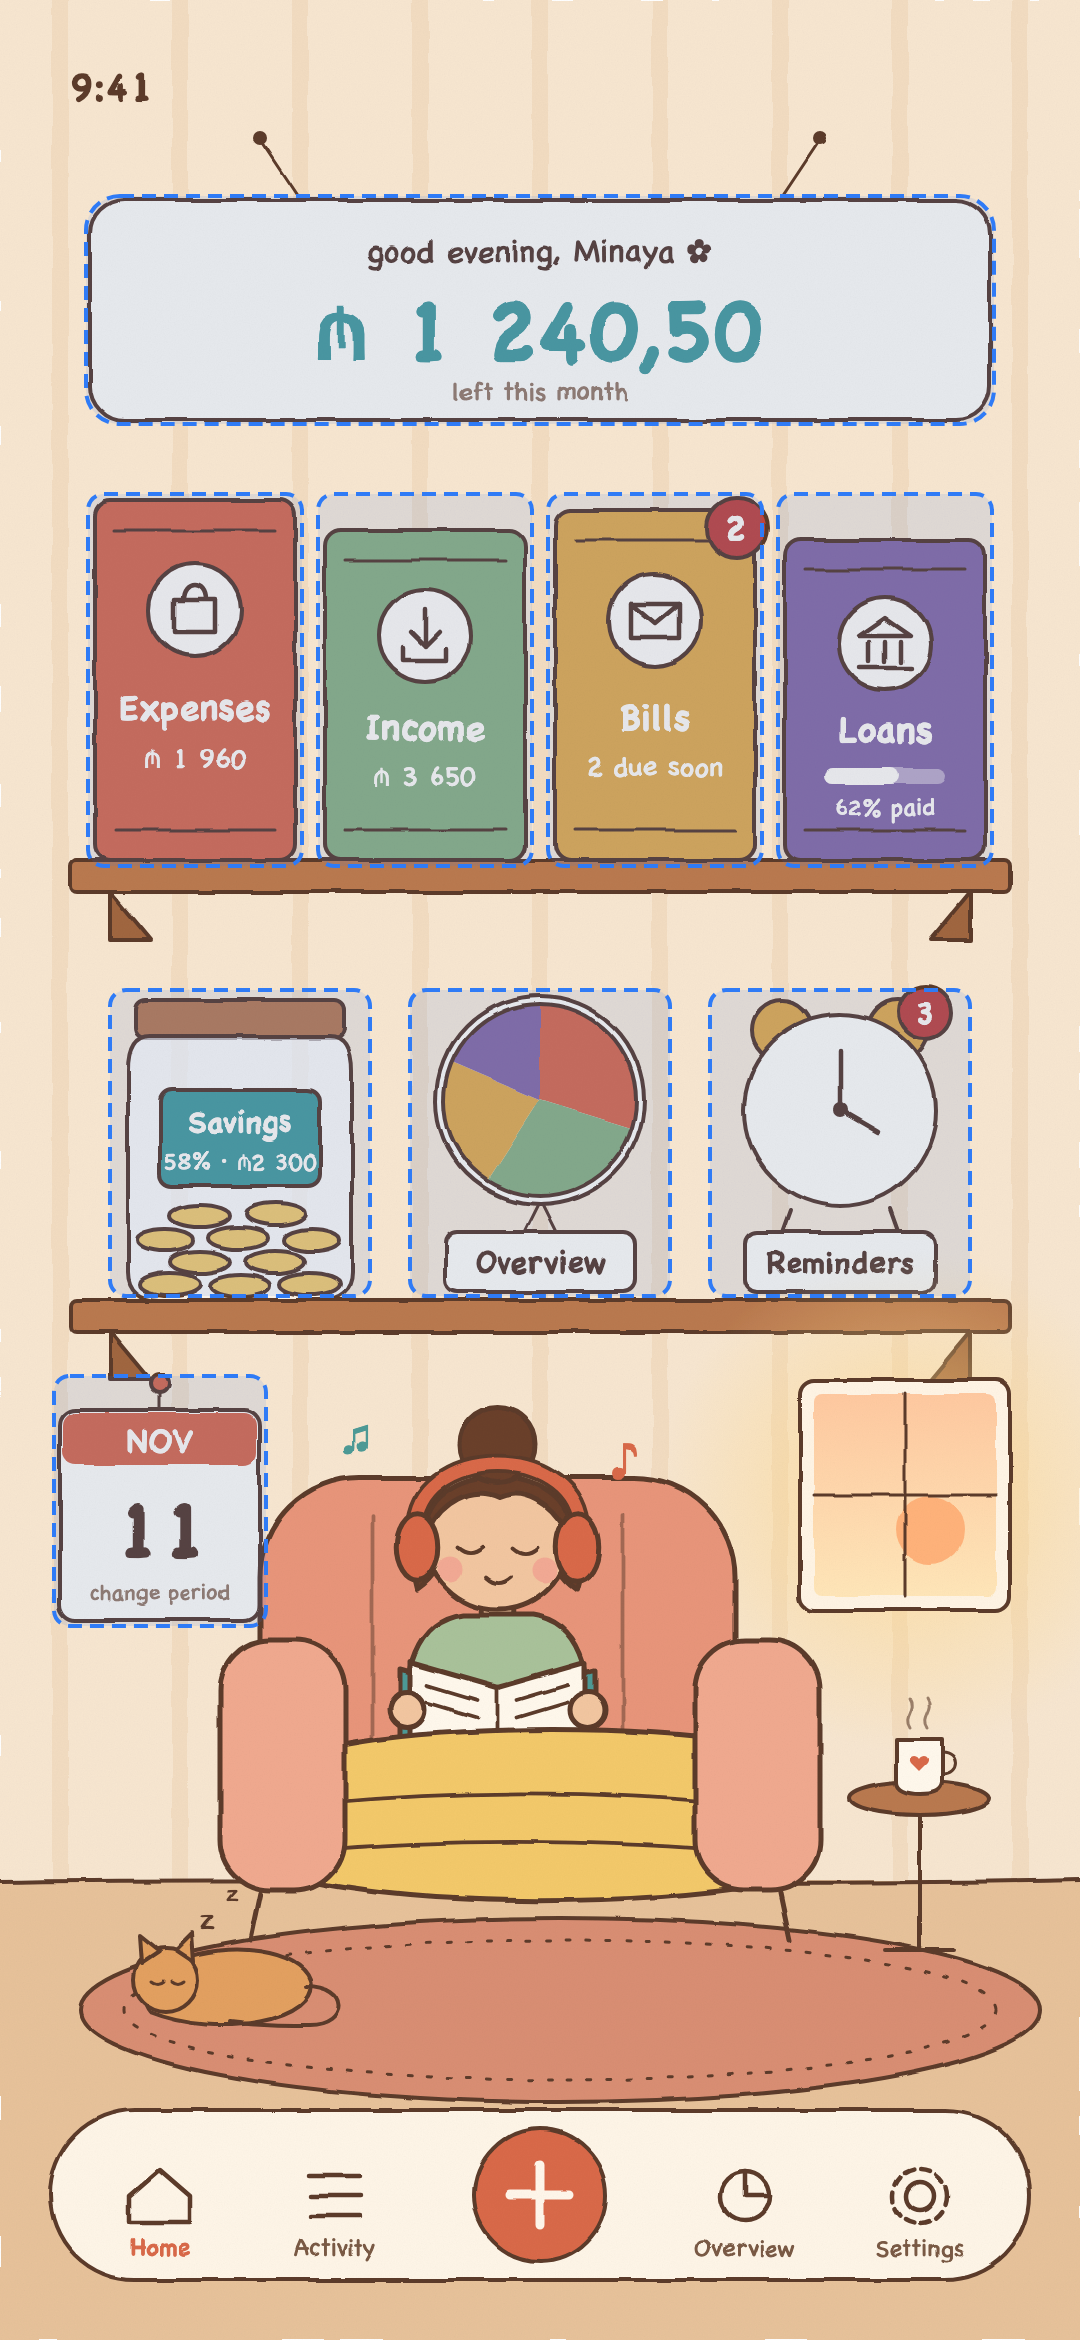 9:41
good evening, Minaya ✿
₼ 1 240,50
left this month
2
Expenses
₼ 1 960
Income
₼ 3 650
Bills
2 due soon
Loans
62% paid
3
Savings
58% · ₼2 300
Overview
Reminders
NOV
11
change period
z
z
Home
Activity
Overview
Settings